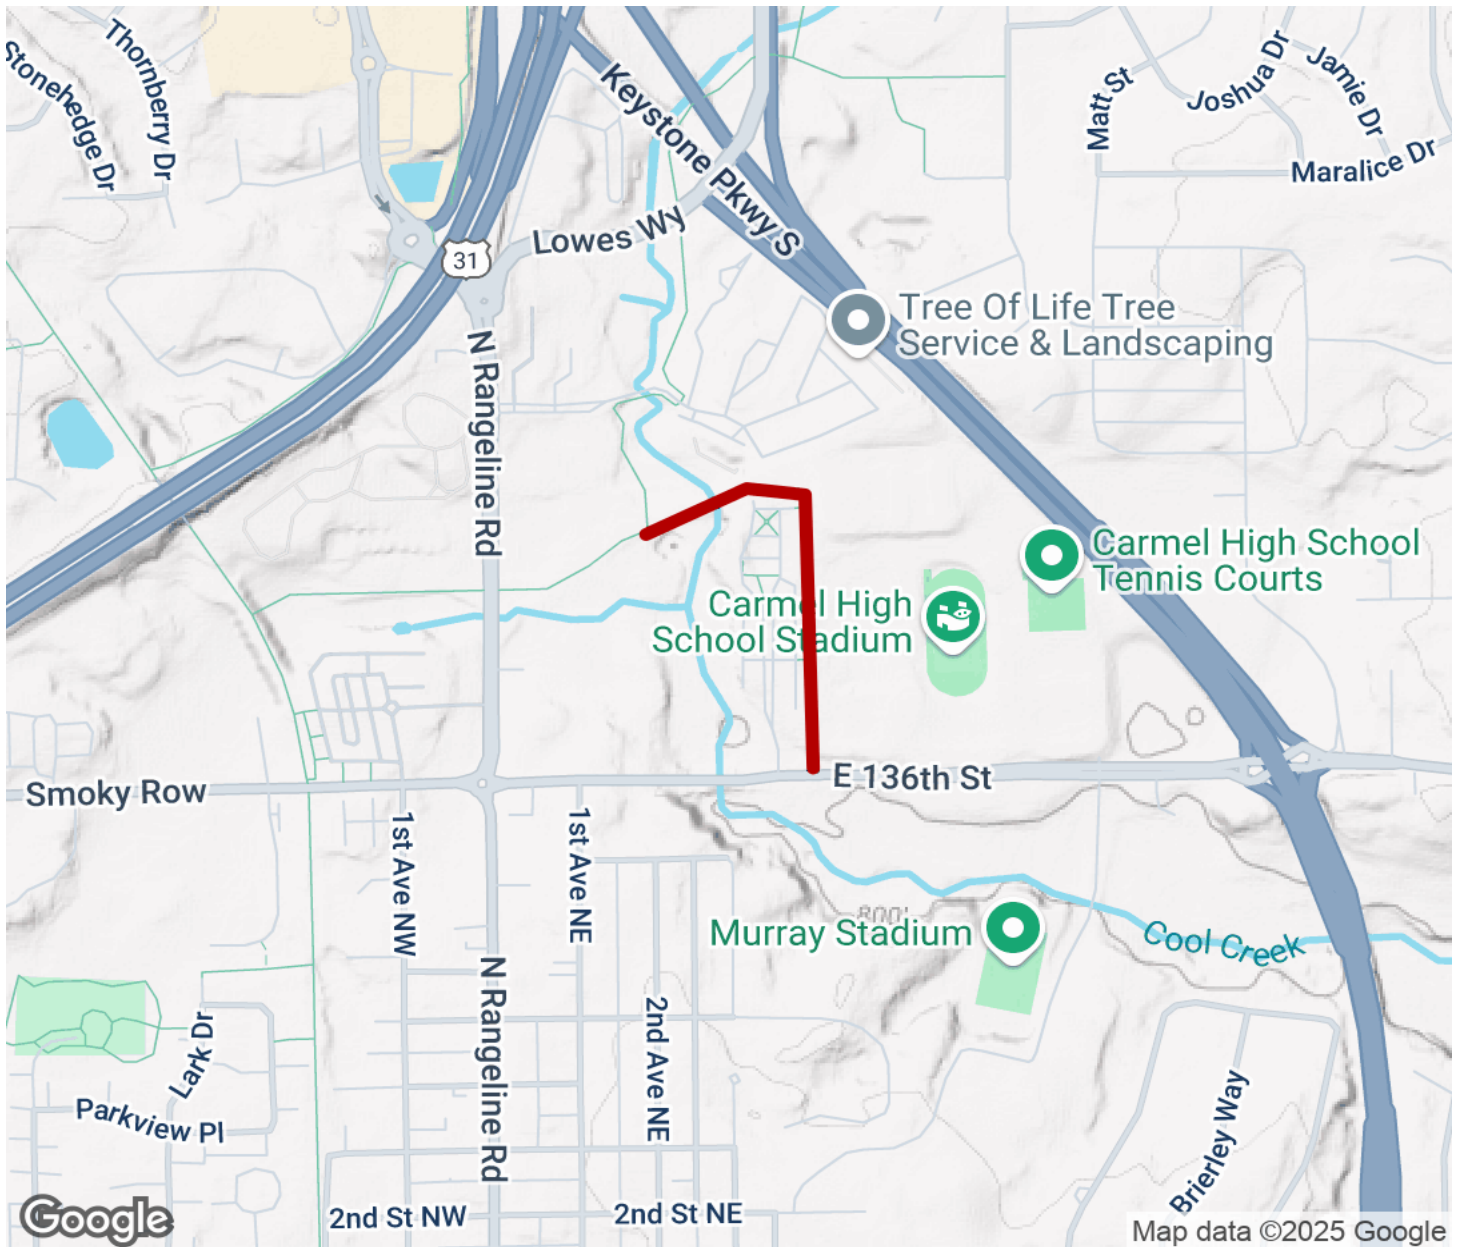 Thornberry Dr
Stonehedge Dr
Keystone Pkwy S
Matt St
Joshua Dr
Jamie Dr
Maralice Dr
Lowes Wy
31
Tree Of Life Tree
Service & Landscaping
N Rangeline Rd
Carmel High School
Tennis Courts
Carmel High
School Stadium
Smoky Row
E 136th St
1st Ave NW
1st Ave NE
800'
Murray Stadium
Cool Creek
N Rangeline Rd
2nd Ave NE
Lark Dr
Parkview Pl
Brierley Way
2nd St NW
2nd St NE
Google
Map data ©2025 Google